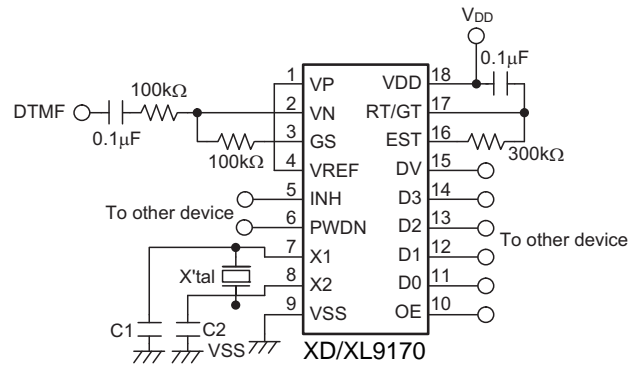 VDD
0.1μF
1 VP VDD 18
100kΩ
DTMF
2 VN RT/GT 17
0.1μF
3 GS EST 16
100kΩ
300kΩ
4 VREF DV 15
5 INH D3 14
To other device
6 PWDN D2 13
To other device
7 X1 D1 12
X'tal
8 X2 D0 11
9 VSS OE 10
C1 C2
VSS
XD/XL9170